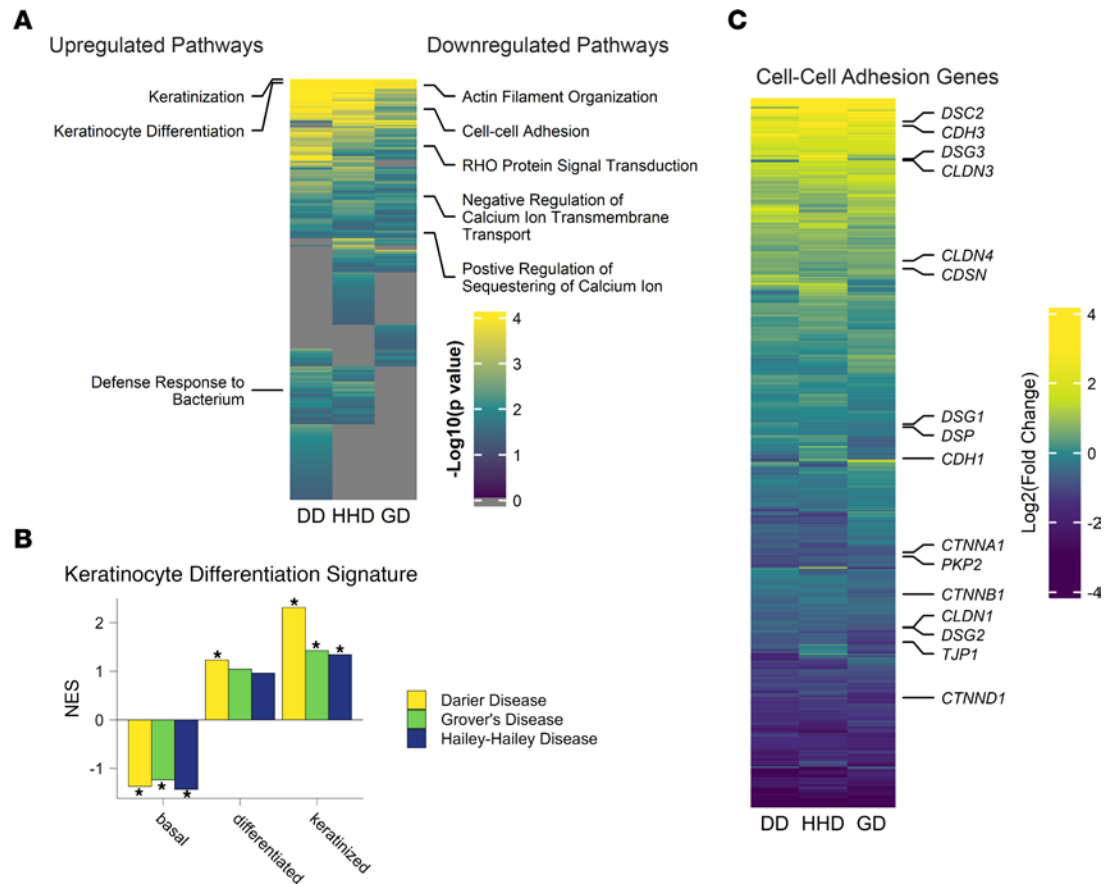 A
Upregulated Pathways
Downregulated Pathways
Keratinization
Keratinocyte Differentiation
Defense Response to
Bacterium
Actin Filament Organization
Cell-cell Adhesion
RHO Protein Signal Transduction
Negative Regulation of
Calcium Ion Transmembrane
Transport
Postive Regulation of
Sequestering of Calcium Ion
-Log10(p value)
4
3
2
1
0
DD HHD GD
B
Keratinocyte Differentiation Signature
NES
2
1
0
-1
* * *
*
* * *
basal
differentiated
keratinized
Darier Disease
Grover's Disease
Hailey-Hailey Disease
C
Cell-Cell Adhesion Genes
DSC2
CDH3
DSG3
CLDN3
CLDN4
CDSN
DSG1
DSP
CDH1
CTNNA1
PKP2
CTNNB1
CLDN1
DSG2
TJP1
CTNND1
DD HHD GD
Log2(Fold Change)
4
2
0
-2
-4